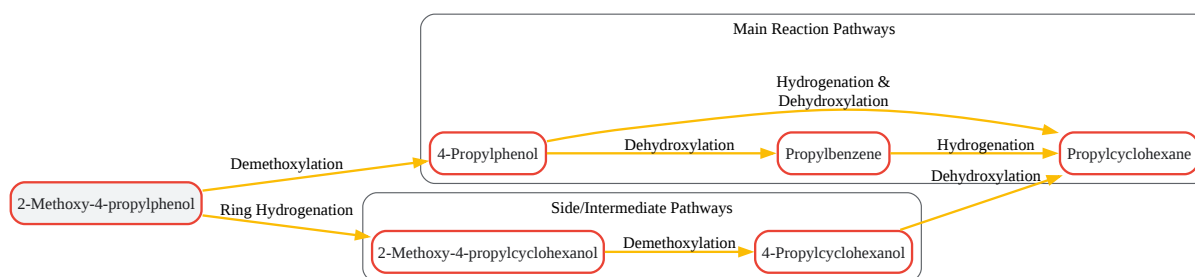 Main Reaction Pathways
Hydrogenation &
Dehydroxylation
4-Propylphenol
Dehydroxylation
Propylbenzene
Hydrogenation
Propylcyclohexane
Demethoxylation
2-Methoxy-4-propylphenol
Ring Hydrogenation
Dehydroxylation
Side/Intermediate Pathways
2-Methoxy-4-propylcyclohexanol
Demethoxylation
4-Propylcyclohexanol